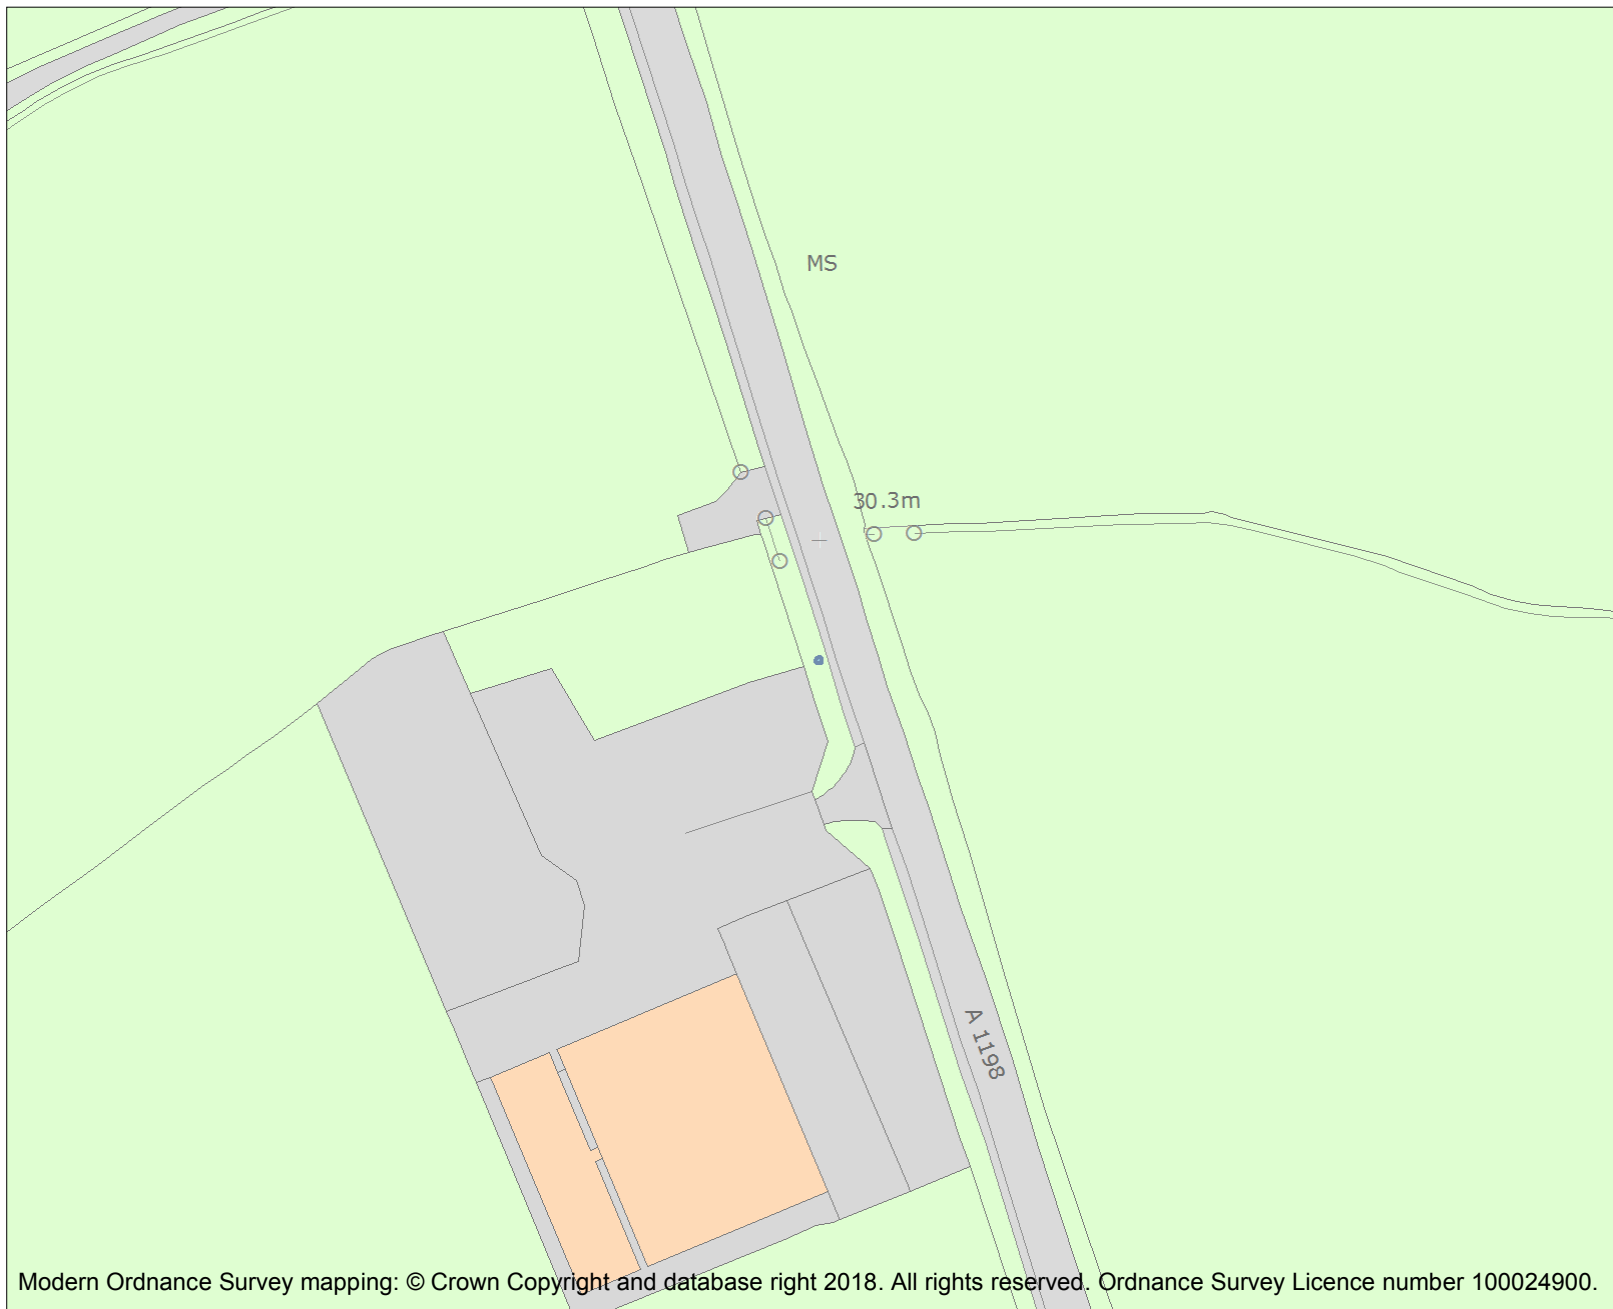 MS
30.3m
A 1198
Modern Ordnance Survey mapping: © Crown Copyright and database right 2018. All rights reserved. Ordnance Survey Licence number 100024900.